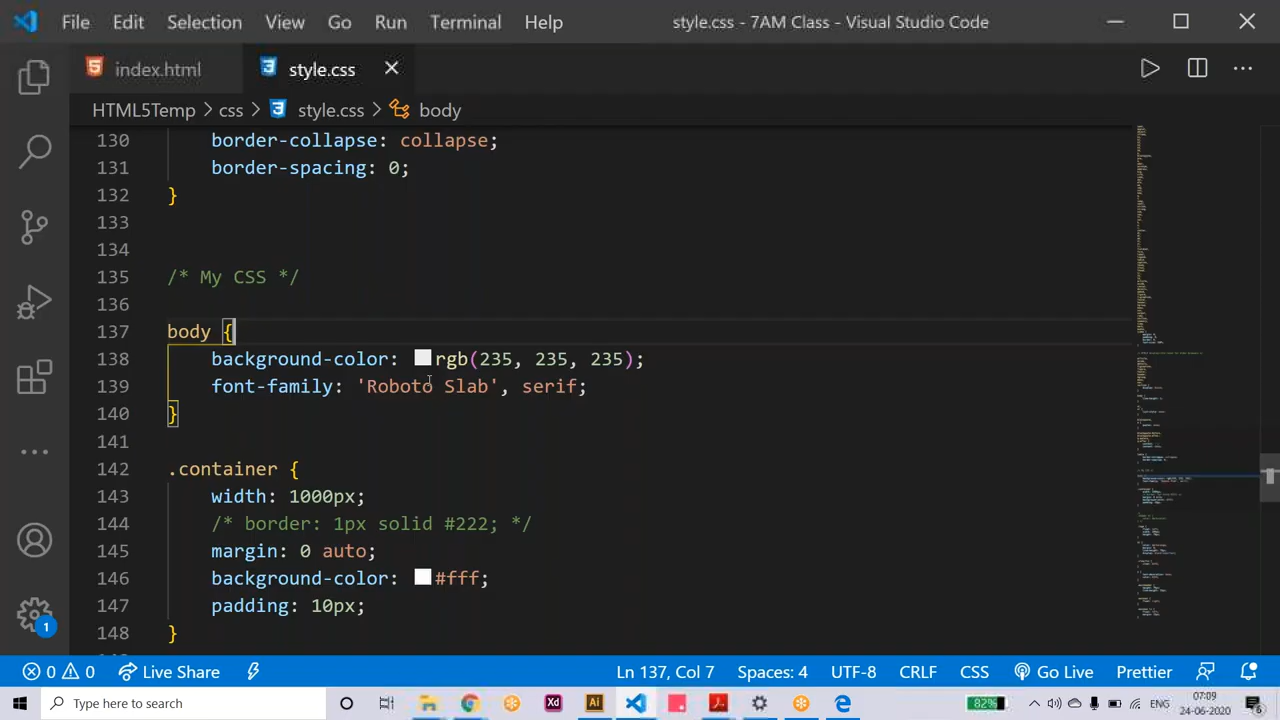 File Edit Selection View Go Run Terminal Help style.css - 7AM Class - Visual Studio Code
index.html style.css
HTML5Temp > css > style.css > body
130 border-collapse: collapse;
131 border-spacing: 0;
132 }
133
134
135 /* My CSS */
136
137 body {
138 background-color: rgb(235, 235, 235);
139 font-family: 'Roboto Slab', serif;
140 }
141
142 .container {
143 width: 1000px;
144 /* border: 1px solid #222; */
145 margin: 0 auto;
146 background-color: #fff;
147 padding: 10px;
148 }
1
0 0 Live Share Ln 137, Col 7 Spaces: 4 UTF-8 CRLF CSS Go Live Prettier
Type here to search Xd Ai 82% ENG 07:09
24-06-2020